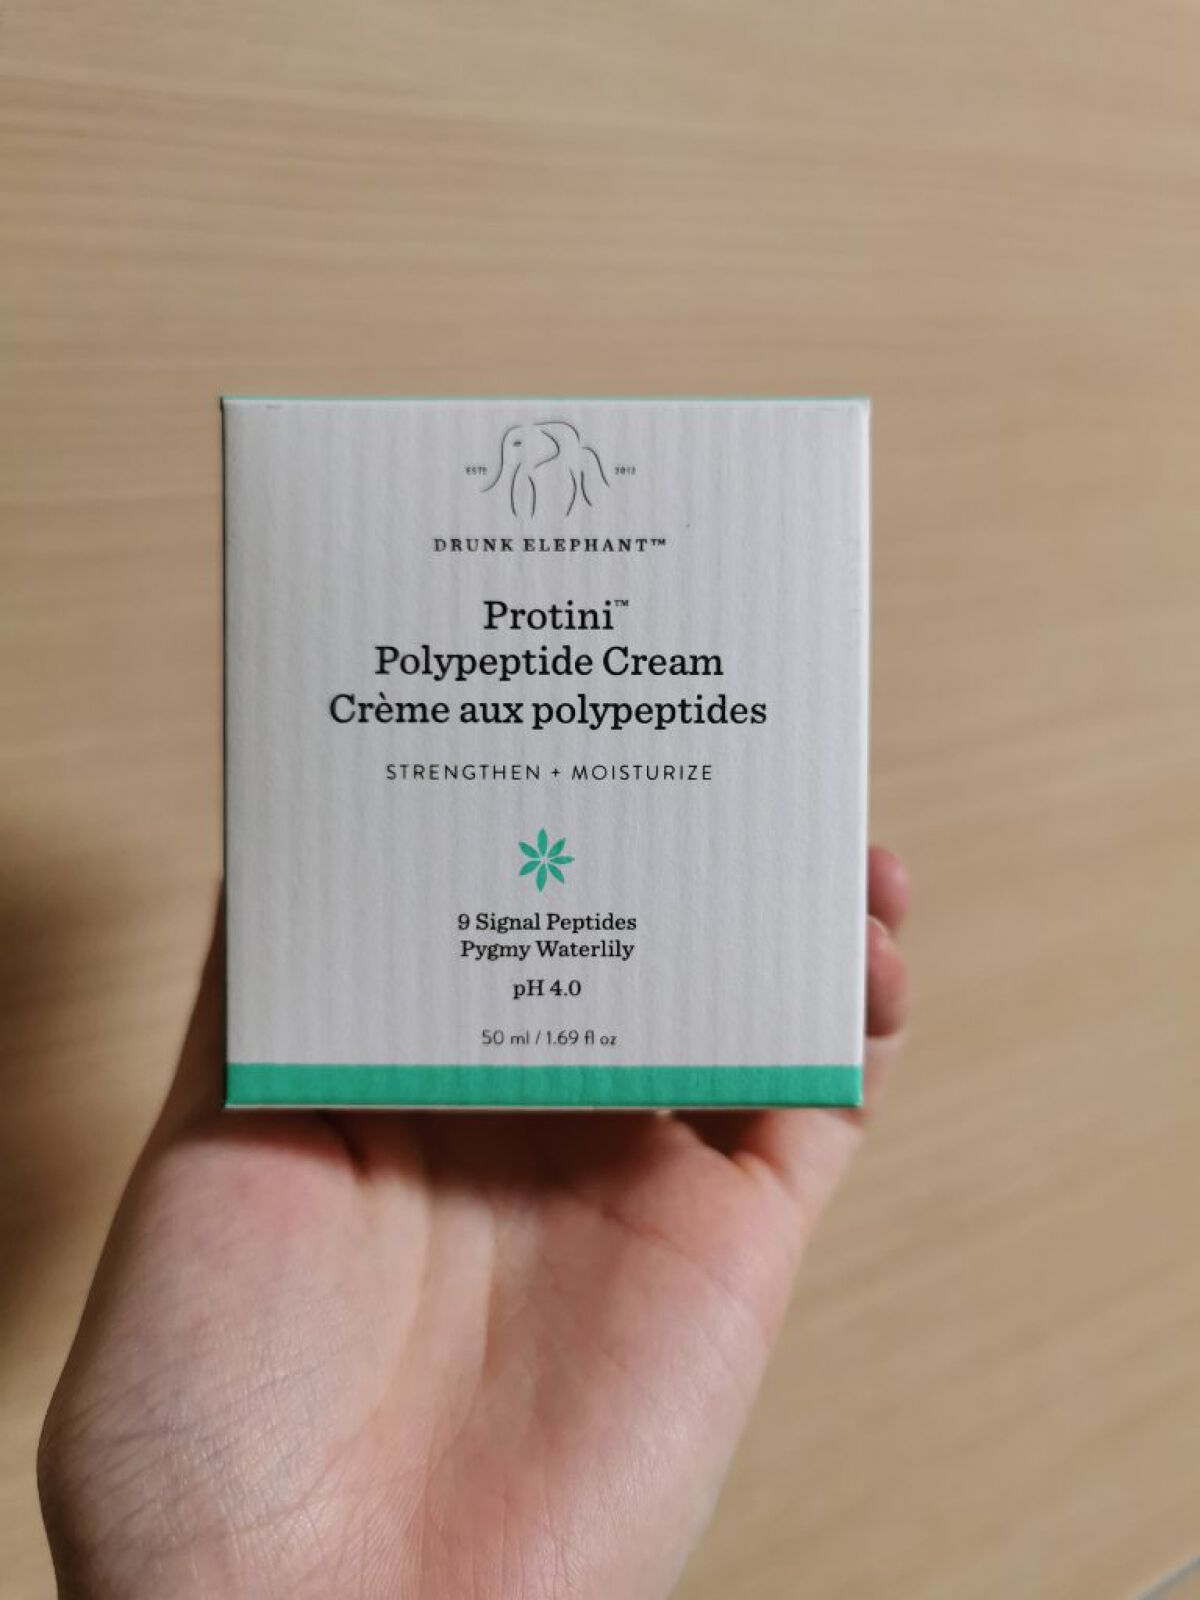 ESTD 2012
DRUNK ELEPHANT™
Protini™
Polypeptide Cream
Crème aux polypeptides
STRENGTHEN + MOISTURIZE
9 Signal Peptides
Pygmy Waterlily
pH 4.0
50 ml / 1.69 fl oz